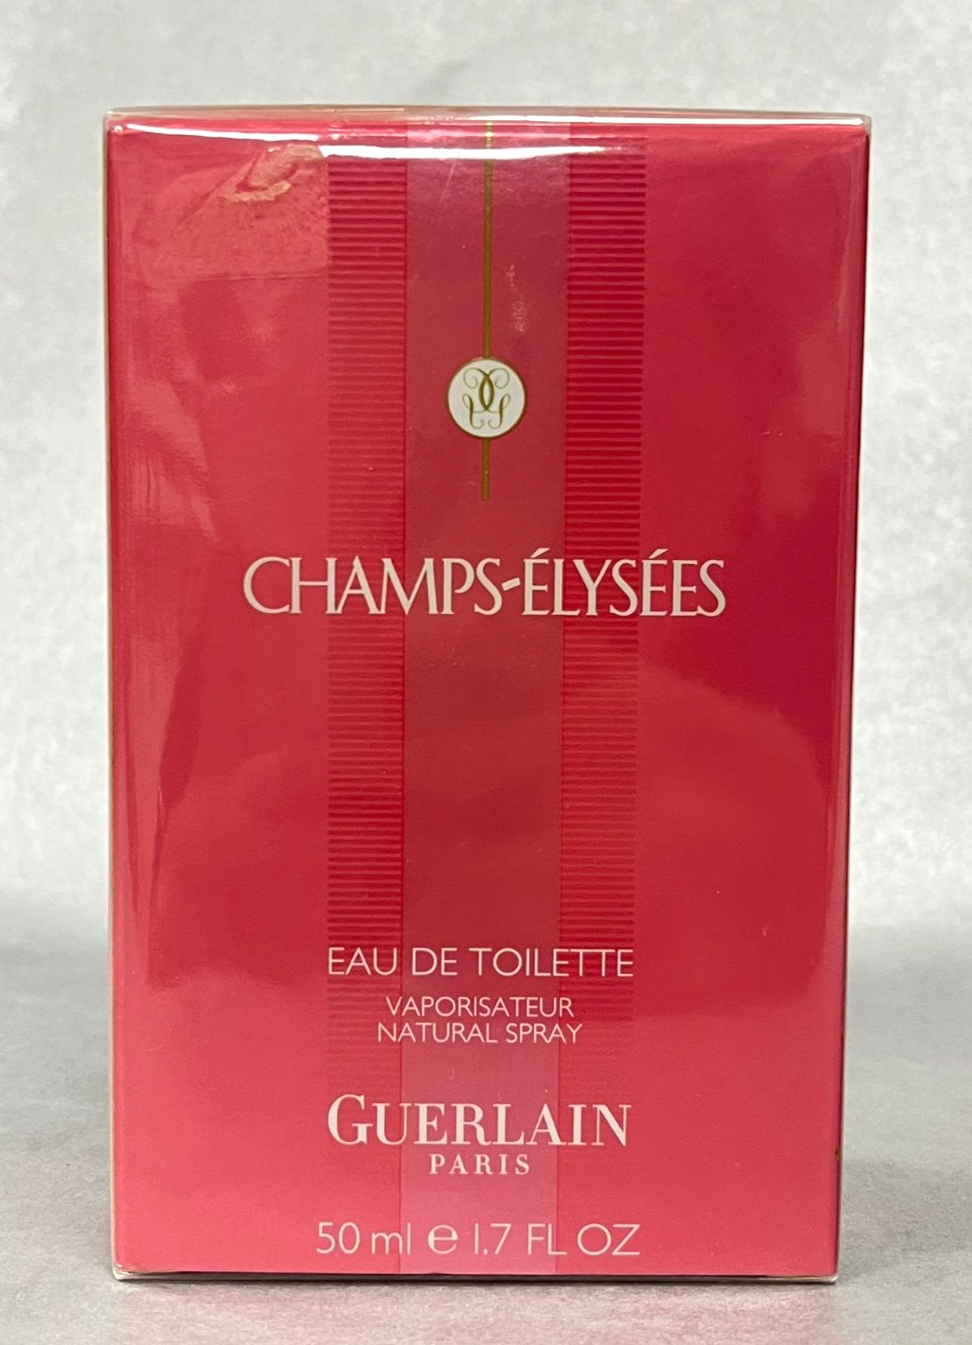 CHAMPS-ÉLYSÉES
EAU DE TOILETTE
VAPORISATEUR
NATURAL SPRAY
GUERLAIN
PARIS
50 ml ℮ 1.7 FL OZ